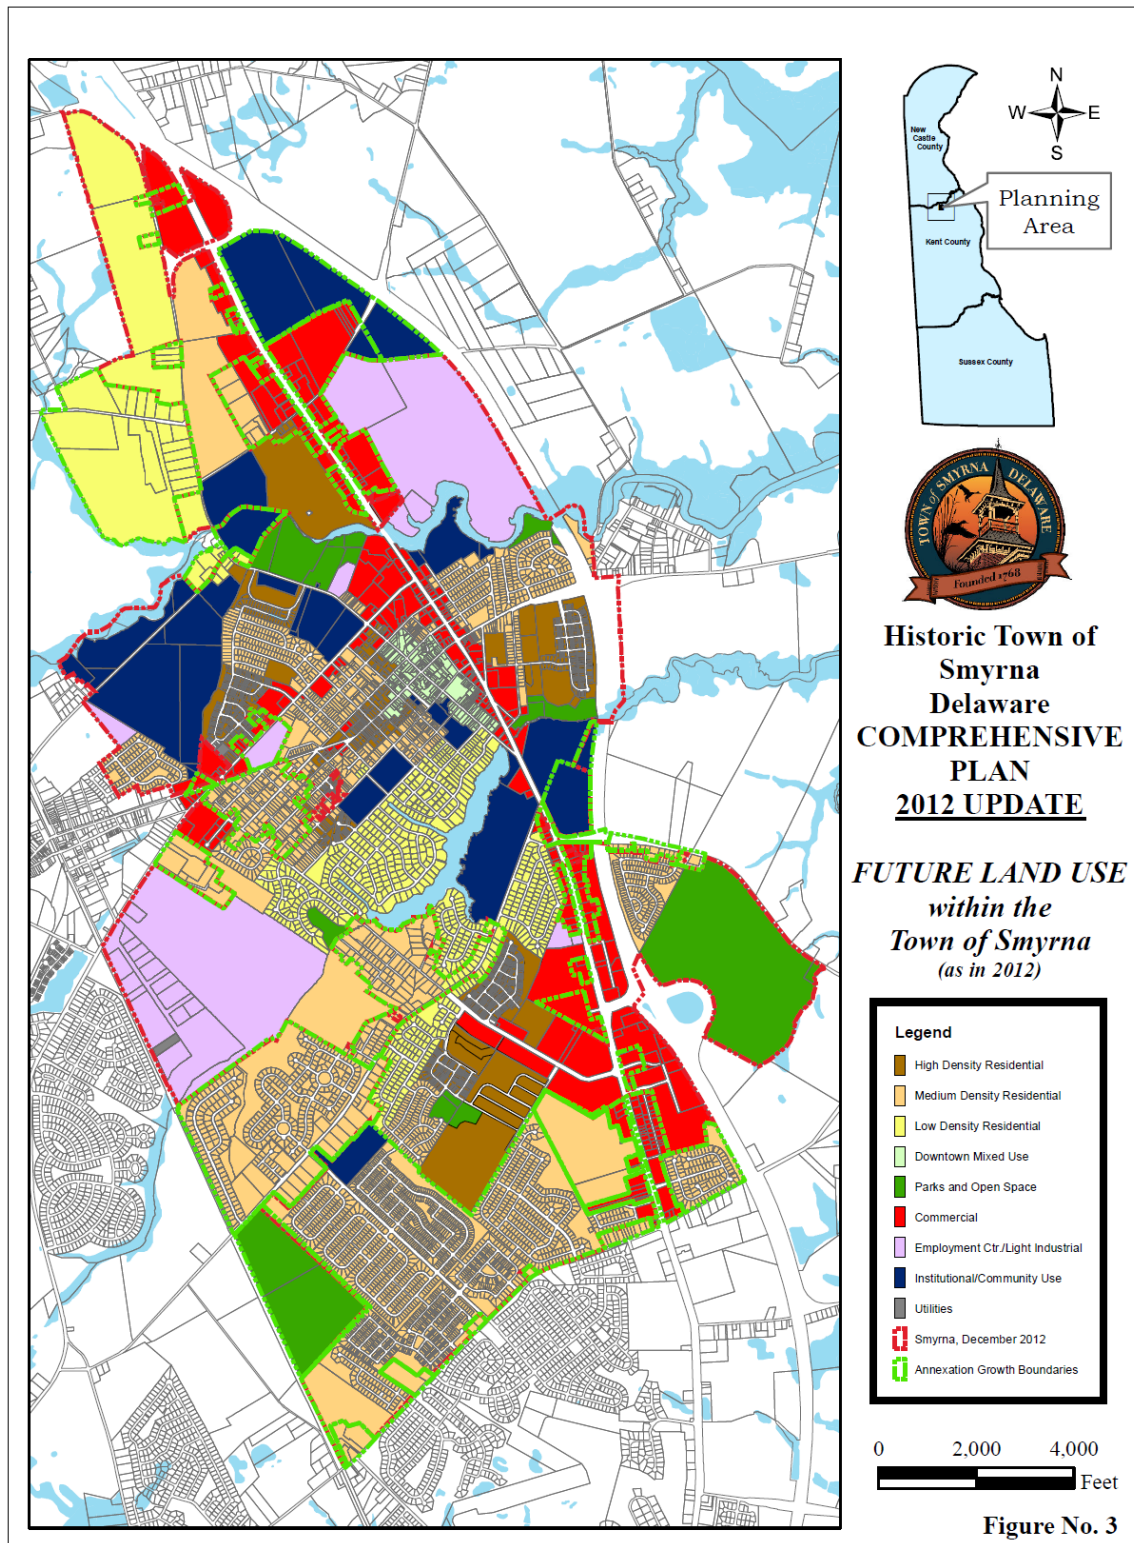 N
W E
S
New
Castle
County
Planning
Area
Kent County
Sussex County
TOWN of SMYRNA DELAWARE
Founded 1768
Historic Town of
Smyrna
Delaware
COMPREHENSIVE
PLAN
2012 UPDATE
FUTURE LAND USE
within the
Town of Smyrna
(as in 2012)
Legend
High Density Residential
Medium Density Residential
Low Density Residential
Downtown Mixed Use
Parks and Open Space
Commercial
Employment Ctr./Light Industrial
Institutional/Community Use
Utilities
Smyrna, December 2012
Annexation Growth Boundaries
0 2,000 4,000
Feet
Figure No. 3